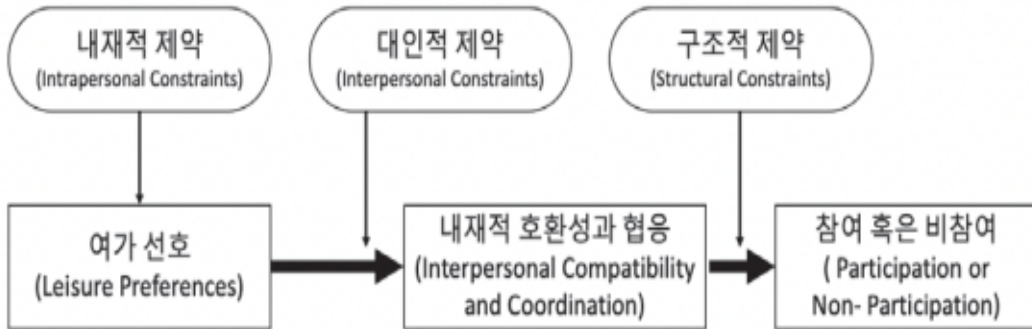 내재적 제약
(Intrapersonal Constraints)
대인적 제약
(Interpersonal Constraints)
구조적 제약
(Structural Constraints)
여가 선호
(Leisure Preferences)
내재적 호환성과 협응
(Interpersonal Compatibility
and Coordination)
참여 혹은 비참여
( Participation or
Non- Participation)